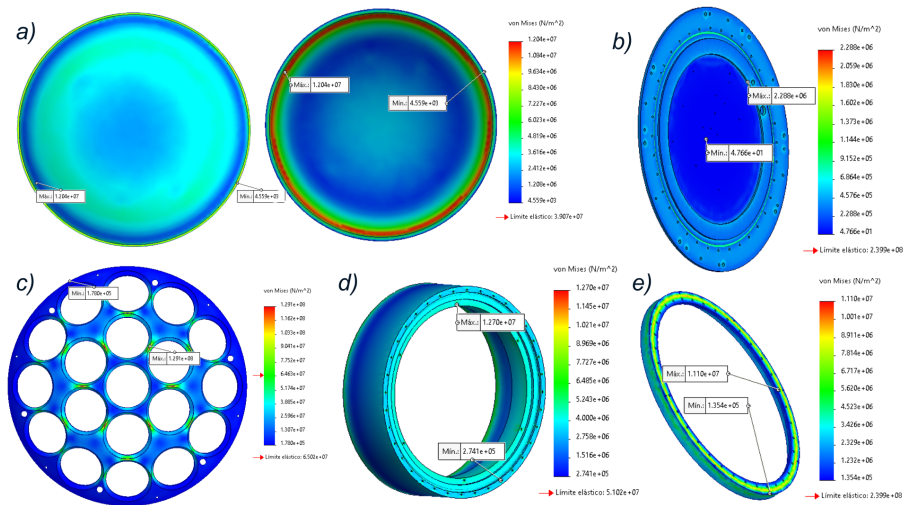 a)
von Mises (N/m^2)
1.204e+07
1.084e+07
9.634e+06
8.430e+06
7.227e+06
6.023e+06
4.819e+06
3.616e+06
2.412e+06
1.209e+06
4.559e+03
Límite elástico: 3.907e+07
Máx.: 1.204e+07
Mín.: 4.559e+03
Máx.: 1.204e+07
Mín.: 4.559e+03
b)
von Mises (N/m^2)
2.288e+06
2.059e+06
1.830e+06
1.602e+06
1.373e+06
1.144e+06
9.152e+05
6.864e+05
4.576e+05
2.288e+05
4.766e+01
Límite elástico: 2.399e+08
Máx.: 2.288e+06
Mín.: 4.766e+01
c)
von Mises (N/m^2)
1.291e+08
1.162e+08
1.033e+08
9.041e+07
7.752e+07
6.463e+07
5.174e+07
3.885e+07
2.596e+07
1.307e+07
1.780e+05
Límite elástico: 6.502e+07
Mín.: 1.780e+05
Máx.: 1.291e+08
d)
von Mises (N/m^2)
1.270e+07
1.145e+07
1.021e+07
8.969e+06
7.727e+06
6.485e+06
5.243e+06
4.000e+06
2.758e+06
1.516e+06
2.741e+05
Límite elástico: 5.102e+07
Máx.: 1.270e+07
Mín.: 2.741e+05
e)
von Mises (N/m^2)
1.110e+07
1.001e+07
8.911e+06
7.814e+06
6.717e+06
5.620e+06
4.523e+06
3.426e+06
2.329e+06
1.232e+06
1.354e+05
Límite elástico: 2.399e+08
Máx.: 1.110e+07
Mín.: 1.354e+05